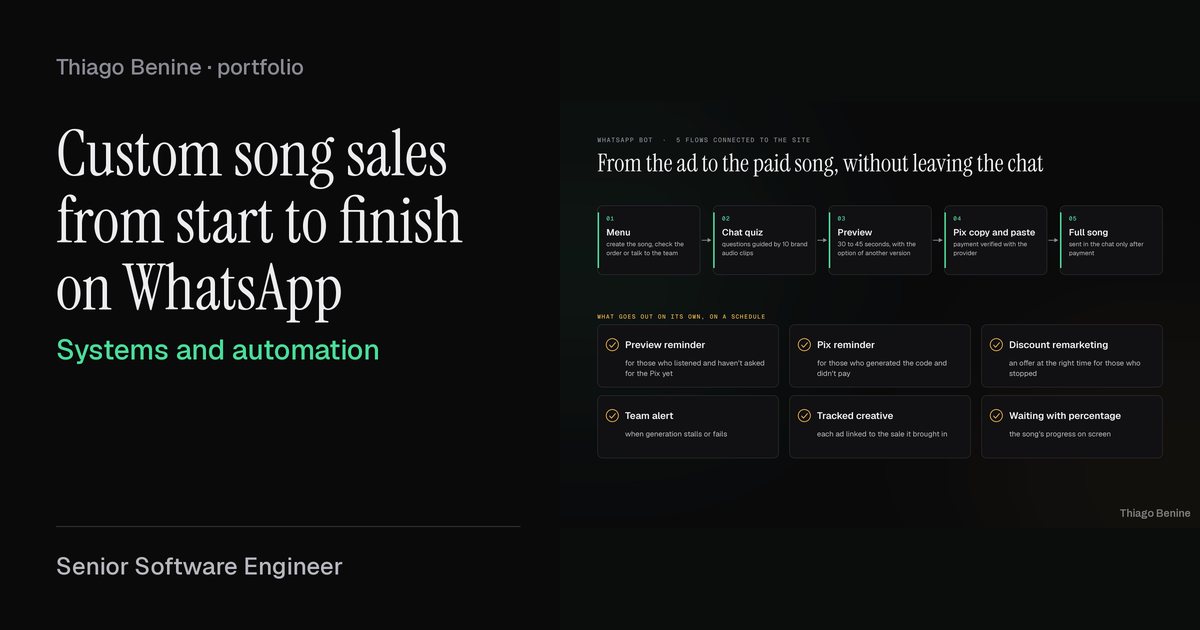 Thiago Benine · portfolio
Custom song sales
from start to finish
on WhatsApp
Systems and automation
Senior Software Engineer
WHATSAPP BOT · 5 FLOWS CONNECTED TO THE SITE
From the ad to the paid song, without leaving the chat
01
Menu
create the song, check the
order or talk to the team
02
Chat quiz
questions guided by 10 brand
audio clips
03
Preview
30 to 45 seconds, with the
option of another version
04
Pix copy and paste
payment verified with the
provider
05
Full song
sent in the chat only after
payment
WHAT GOES OUT ON ITS OWN, ON A SCHEDULE
Preview reminder
for those who listened and haven't asked
for the Pix yet
Pix reminder
for those who generated the code and
didn't pay
Discount remarketing
an offer at the right time for those who
stopped
Team alert
when generation stalls or fails
Tracked creative
each ad linked to the sale it brought in
Waiting with percentage
the song's progress on screen
Thiago Benine